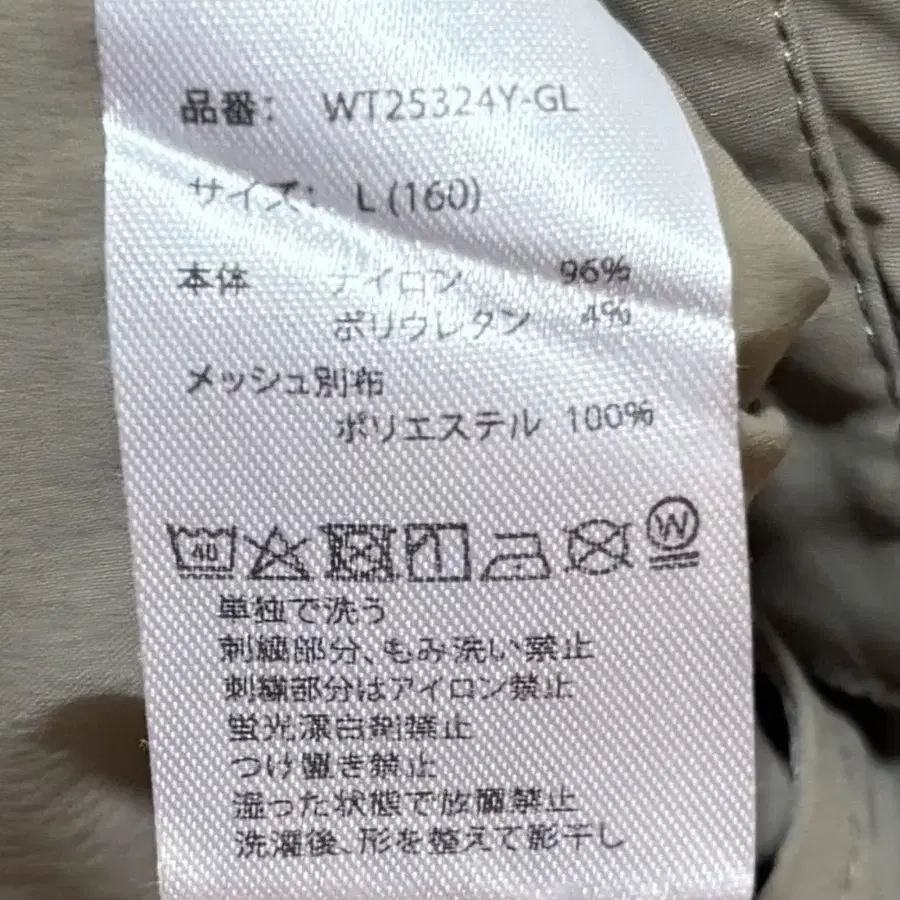 品番: WT25324Y-GL
サイズ: L (160)
本体 ナイロン 96%
ポリウレタン 4%
メッシュ別布
ポリエステル 100%
40 W
単独で洗う
刺繍部分、もみ洗い禁止
刺繍部分はアイロン禁止
蛍光漂白剤禁止
つけ置き禁止
湿った状態で放置禁止
洗濯後、形を整えて影干し